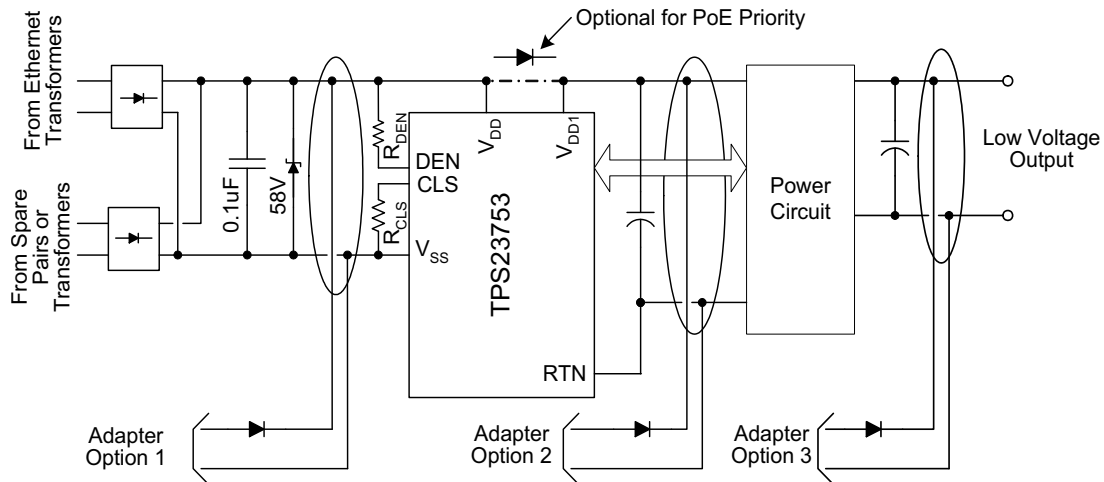 Optional for PoE Priority
From Ethernet
Transformers
From Spare
Pairs or
Transformers
0.1uF
58V
RDEN
RCLS
DEN
CLS
VSS
VDD
VDD1
TPS23753
RTN
Power
Circuit
Low Voltage
Output
Adapter
Option 1
Adapter
Option 2
Adapter
Option 3